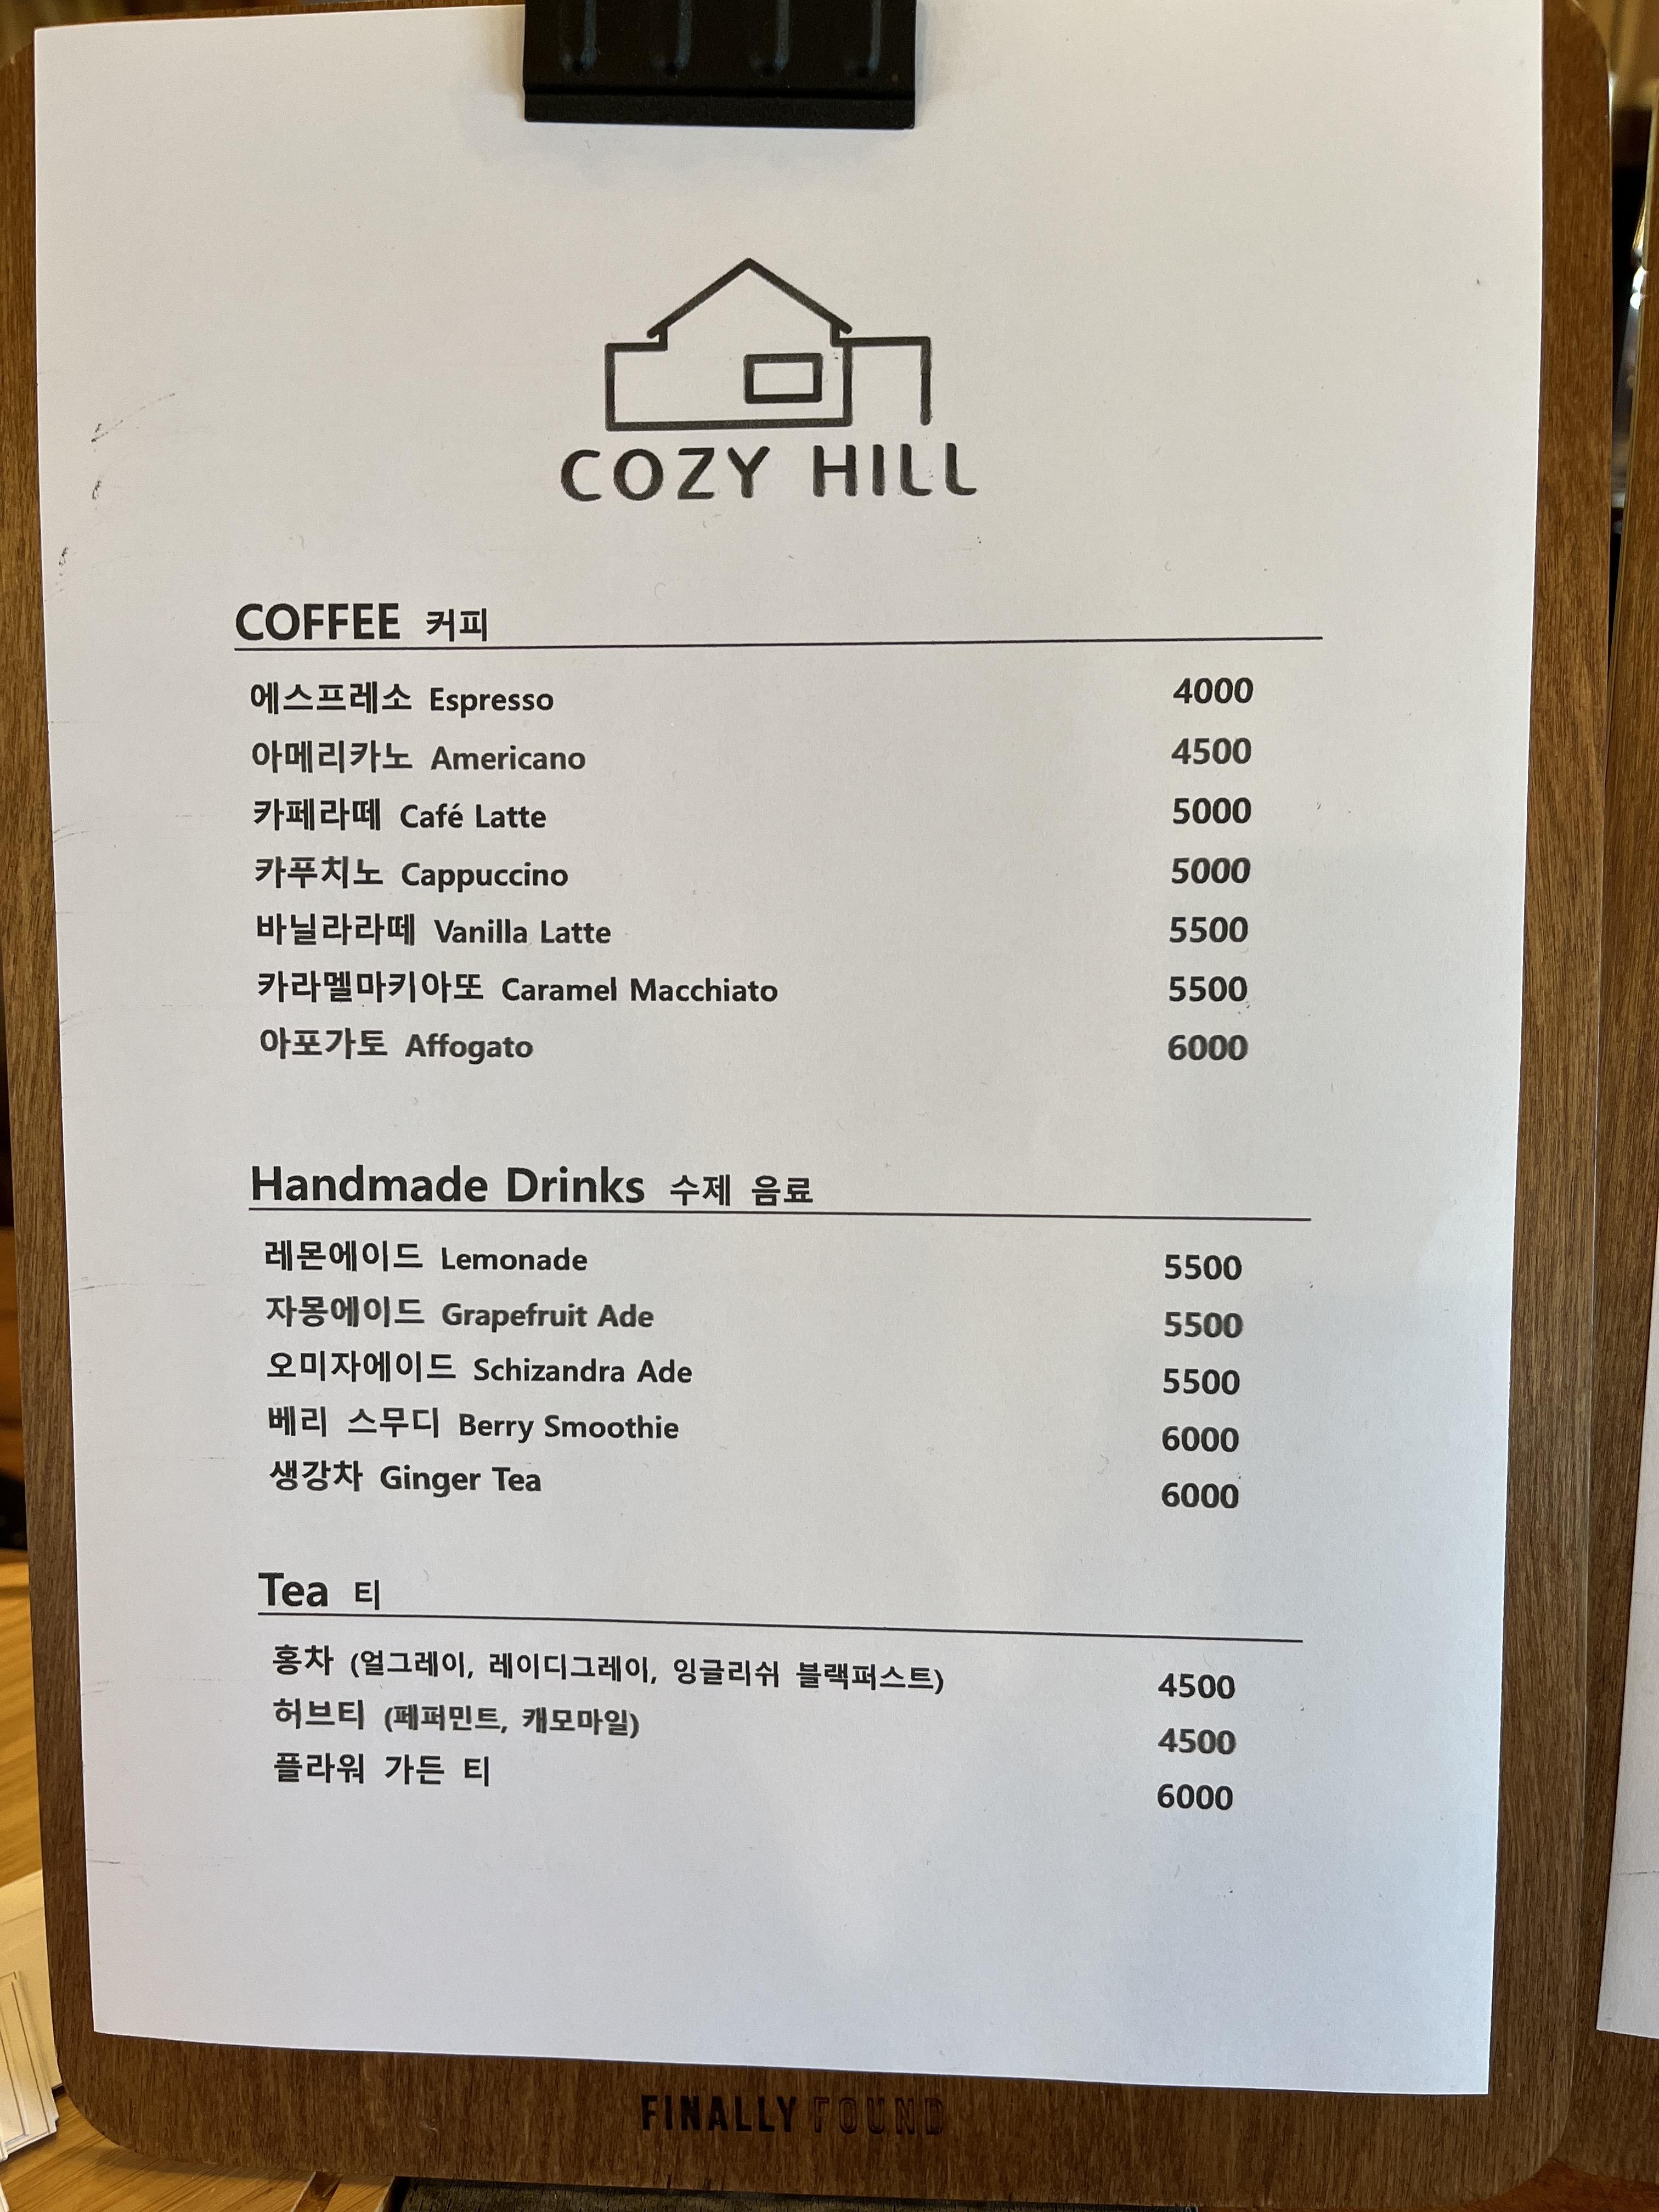 COZY HILL
COFFEE 커피
에스프레소 Espresso 4000
아메리카노 Americano 4500
카페라떼 Café Latte 5000
카푸치노 Cappuccino 5000
바닐라라떼 Vanilla Latte 5500
카라멜마키아또 Caramel Macchiato 5500
아포가토 Affogato 6000
Handmade Drinks 수제 음료
레몬에이드 Lemonade 5500
자몽에이드 Grapefruit Ade 5500
오미자에이드 Schizandra Ade 5500
베리 스무디 Berry Smoothie 6000
생강차 Ginger Tea 6000
Tea 티
홍차 (얼그레이, 레이디그레이, 잉글리쉬 블랙퍼스트) 4500
허브티 (페퍼민트, 캐모마일) 4500
플라워 가든 티 6000
FINALLY FOUND